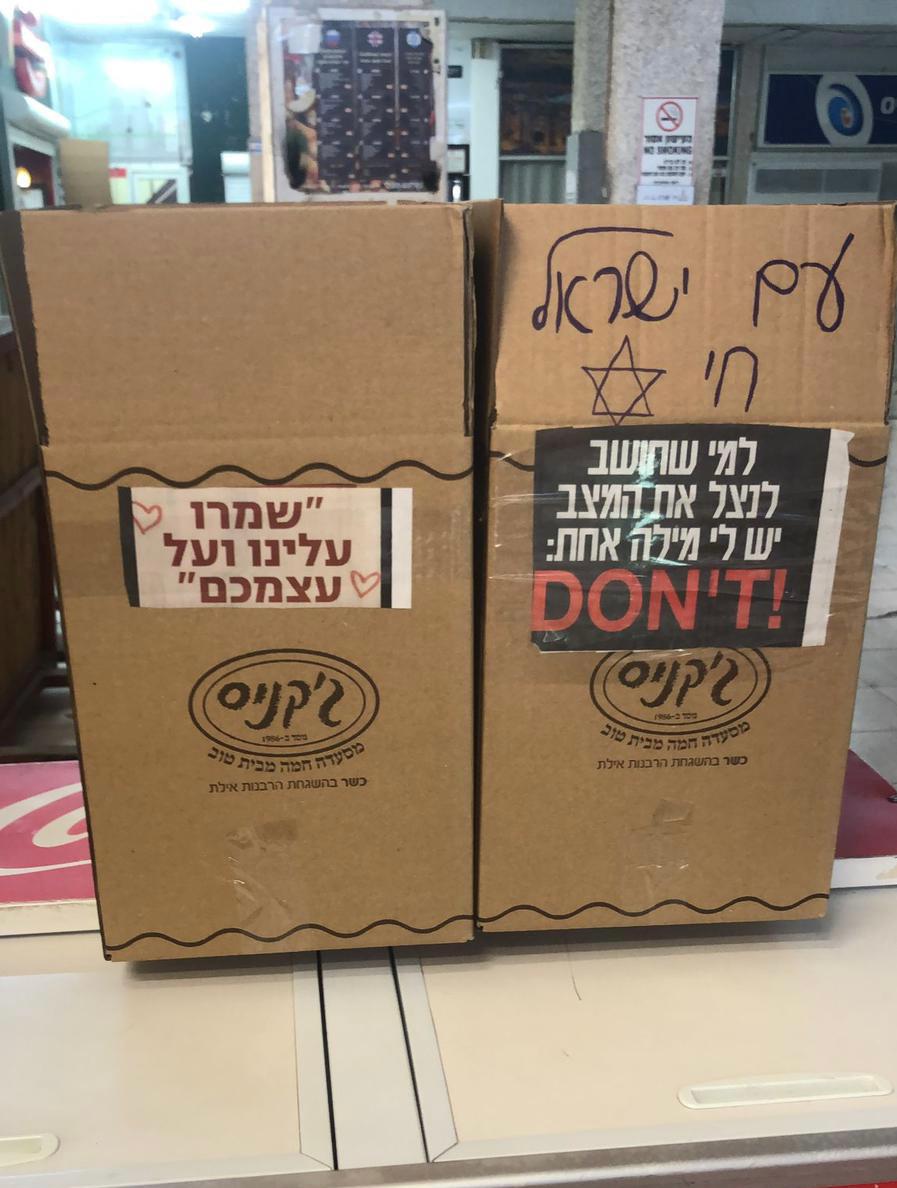 עם ישראל
חי
"שמרו
עלינו ועל
עצמכם"
למי שחושב
לנצל את המצב
יש לי מילה אחת:
DON'T!
ג'קניס
נוסד ב-1986
מסעדה חמה מבית טוב
כשר בהשגחת הרבנות אילת
ג'קניס
נוסד ב-1986
מסעדה חמה מבית טוב
כשר בהשגחת הרבנות אילת
העישון אסור
NO SMOKING